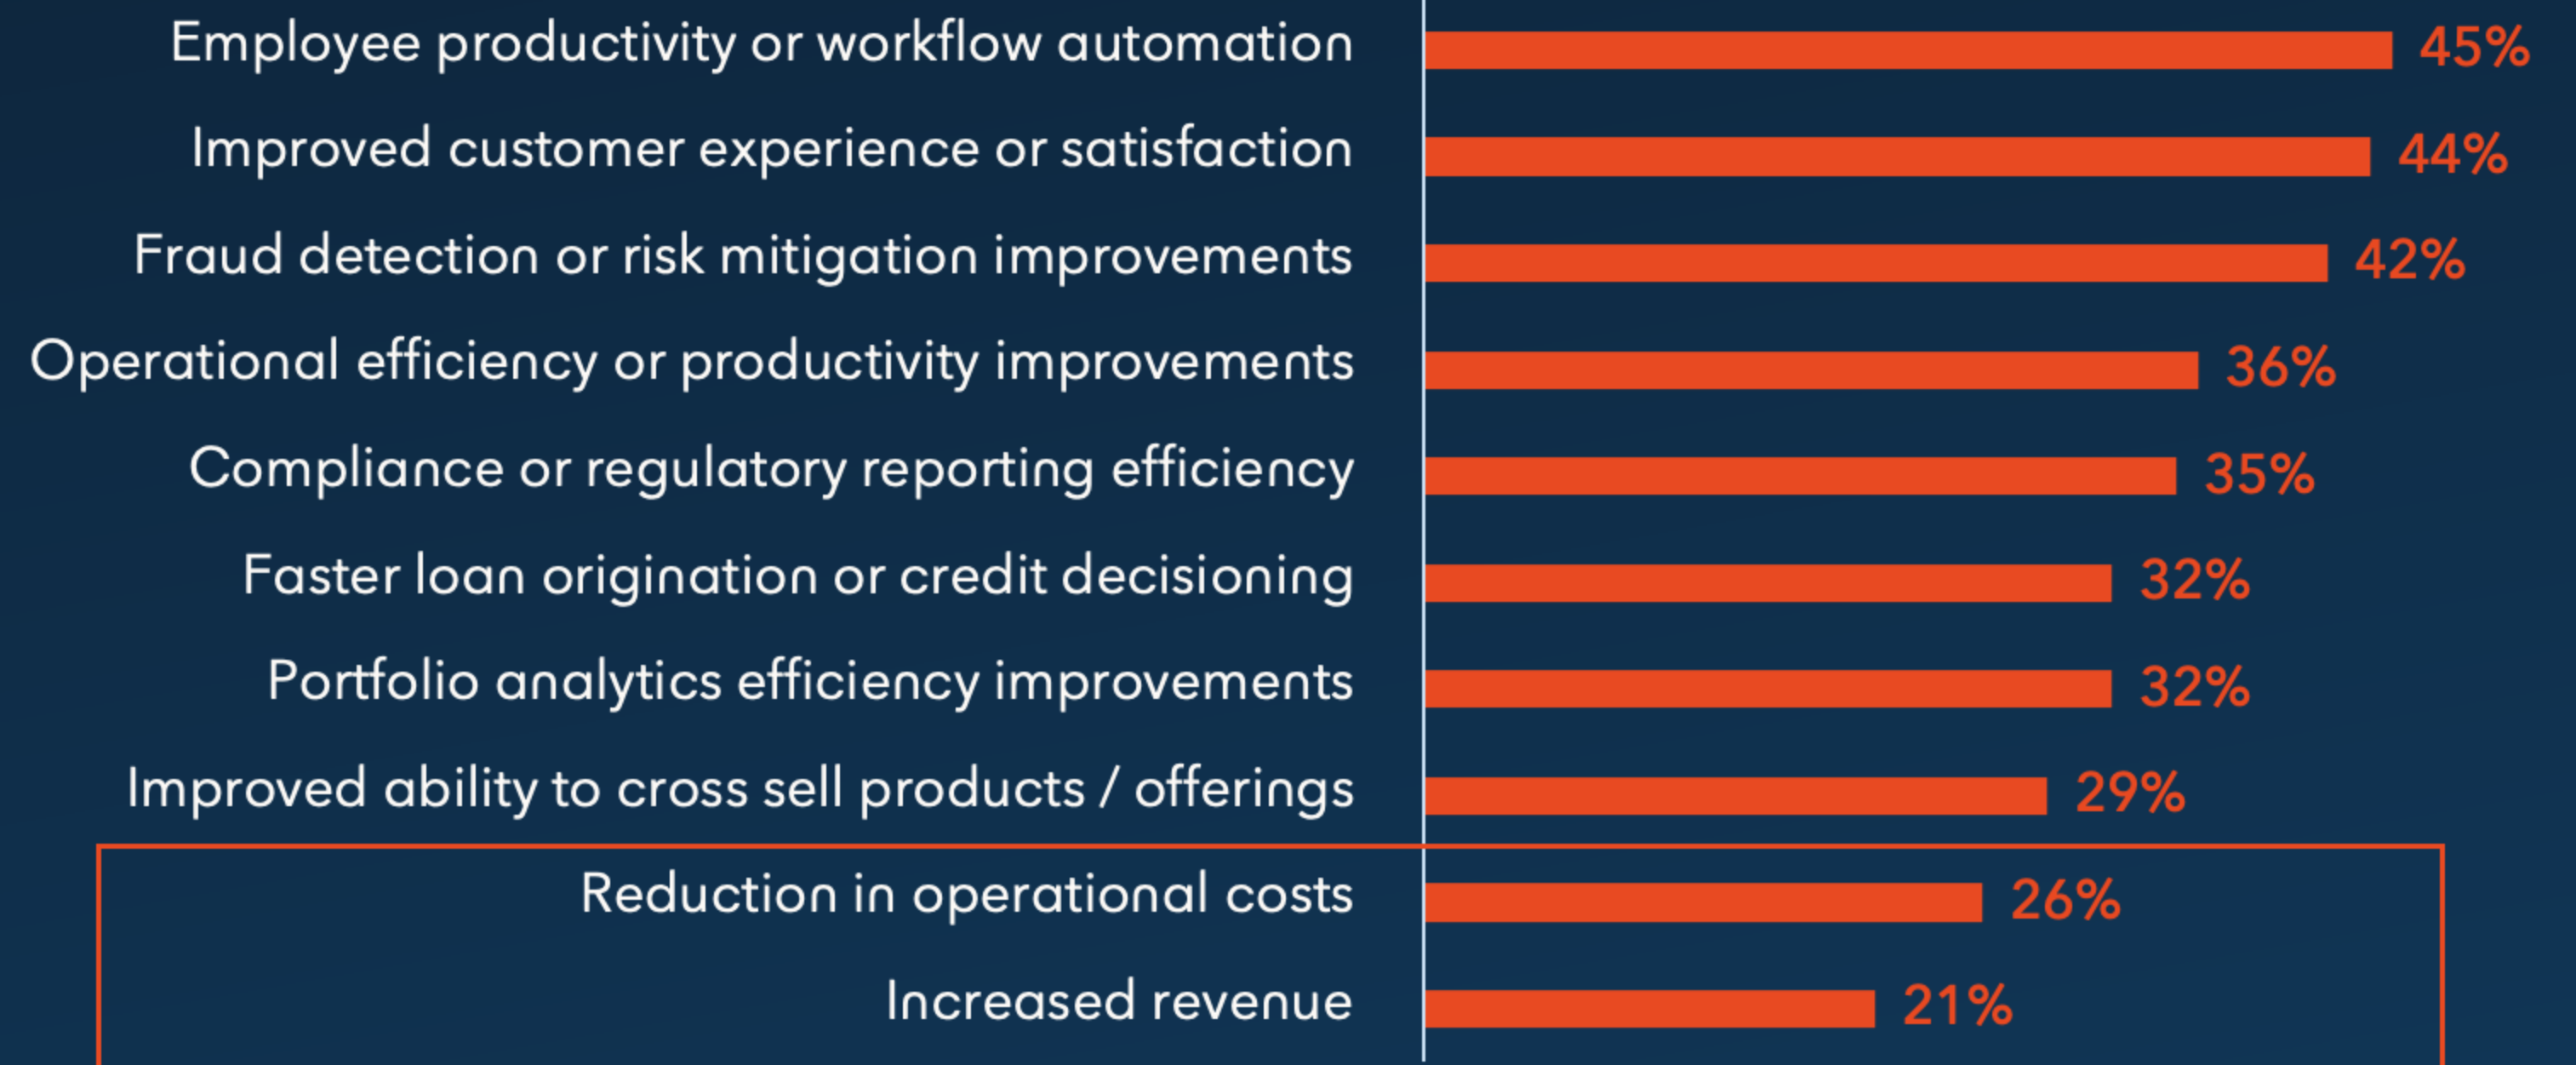 Employee productivity or workflow automation 45%
Improved customer experience or satisfaction 44%
Fraud detection or risk mitigation improvements 42%
Operational efficiency or productivity improvements 36%
Compliance or regulatory reporting efficiency 35%
Faster loan origination or credit decisioning 32%
Portfolio analytics efficiency improvements 32%
Improved ability to cross sell products / offerings 29%
Reduction in operational costs 26%
Increased revenue 21%